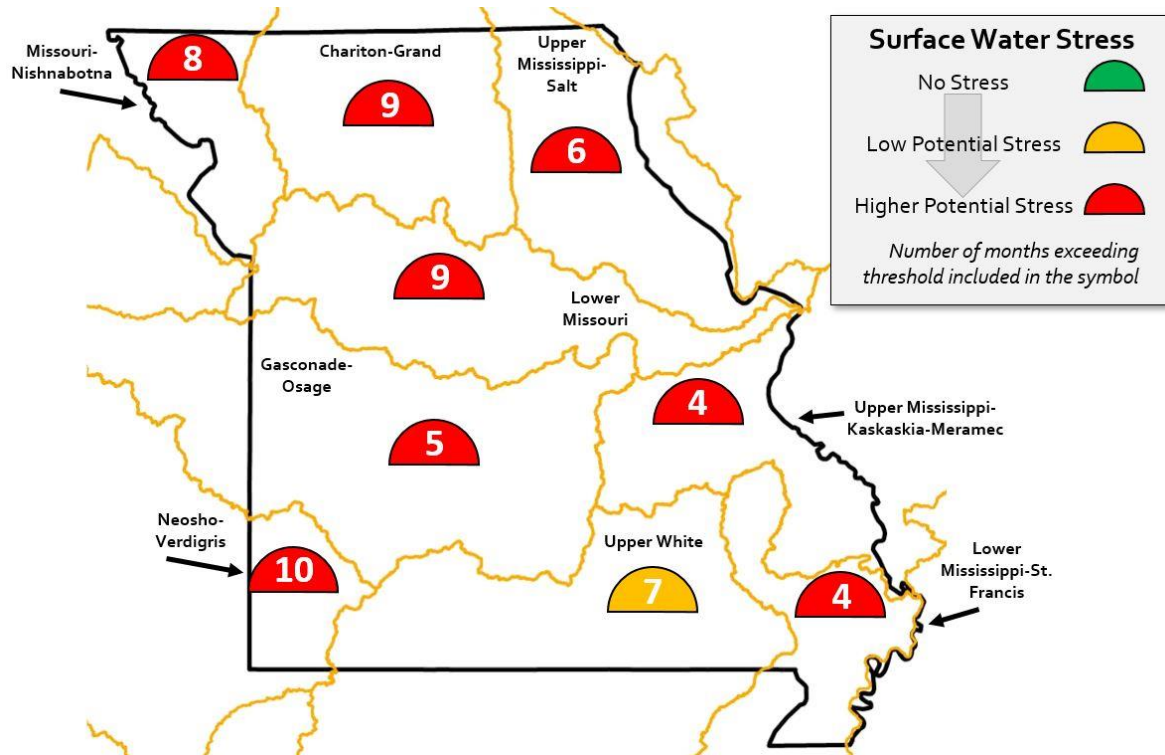 Missouri-
Nishnabotna
8
Chariton-Grand
9
Upper
Mississippi-
Salt
6
Surface Water Stress
No Stress
Low Potential Stress
Higher Potential Stress
Number of months exceeding
threshold included in the symbol
9
Lower
Missouri
Gasconade-
Osage
5
4
Upper Mississippi-
Kaskaskia-Meramec
Neosho-
Verdigris
10
Upper White
7
4
Lower
Mississippi-St.
Francis